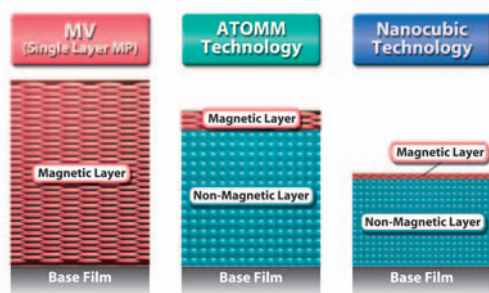 MV
(Single Layer MP)
Magnetic Layer
Base Film
ATOMM
Technology
Magnetic Layer
Non-Magnetic Layer
Base Film
Nanocubic
Technology
Magnetic Layer
Non-Magnetic Layer
Base Film